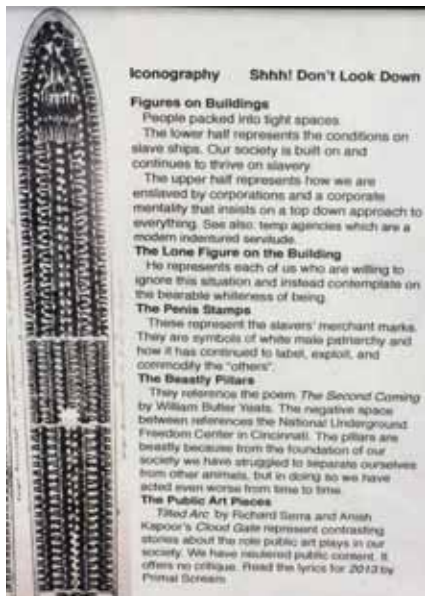 Iconography Shhh! Don't Look Down
Figures on Buildings
People packed into tight spaces.
The lower half represents the conditions on
slave ships. Our society is built on and
continues to thrive on slavery.
The upper half represents how we are
enslaved by corporations and a corporate
mentality that insists on a top down approach to
everything. See also, temp agencies which are a
modern indentured servitude.
The Lone Figure on the Building
He represents each of us who are willing to
ignore this situation and instead contemplate on
the bearable whiteness of being.
The Penis Stamps
These represent the slavers' merchant marks.
They are symbols of white male patriarchy and
how it has continued to label, exploit, and
commodify the "others".
The Beastly Pillars
They reference the poem The Second Coming
by William Butler Yeats. The negative space
between references the National Underground
Freedom Center in Cincinnati. The pillars are
beastly because from the foundation of our
society we have struggled to separate ourselves
from other animals, but in doing so we have
acted even worse from time to time.
The Public Art Pieces
Tilted Arc by Richard Serra and Anish
Kapoor's Cloud Gate represent contrasting
stories about the role public art plays in our
society. We have neutered public content. It
offers no critique. Read the lyrics for 2013 by
Primal Scream